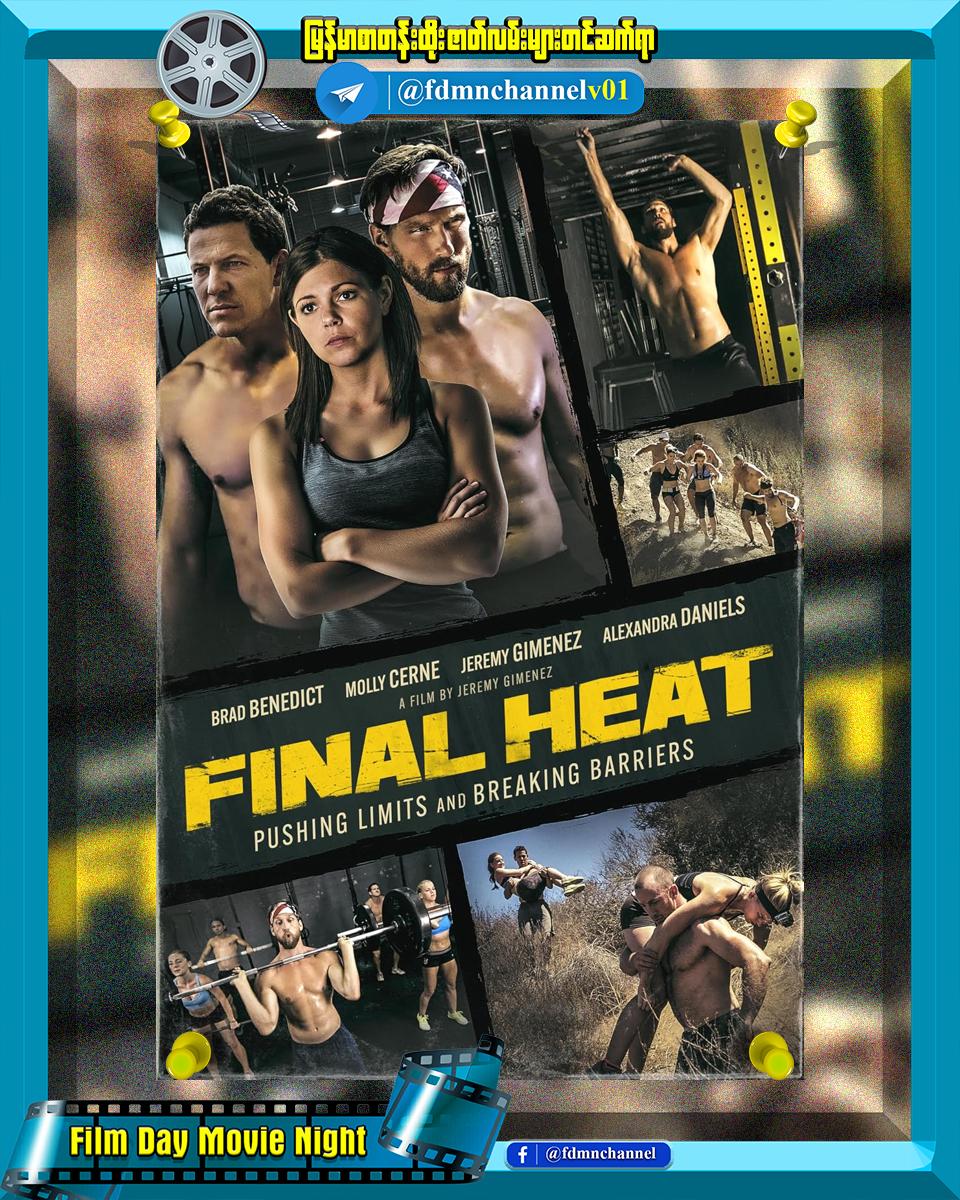 မြန်မာစာတန်းထိုးဇာတ်လမ်းများတင်ဆက်ရာ
@fdmnchannelv01
BRAD BENEDICT MOLLY CERNE JEREMY GIMENEZ ALEXANDRA DANIELS
A FILM BY JEREMY GIMENEZ
FINAL HEAT
PUSHING LIMITS AND BREAKING BARRIERS
Film Day Movie Night
@fdmnchannel